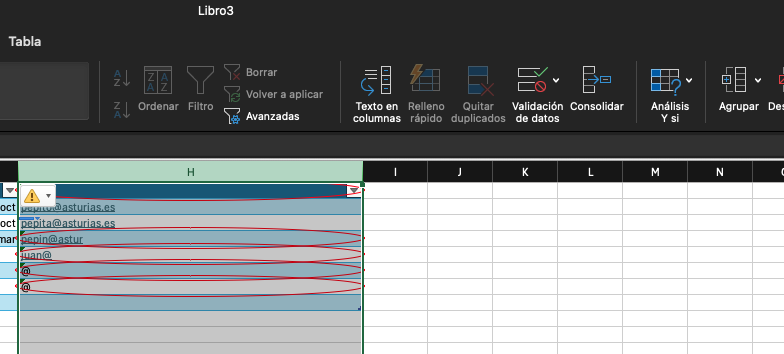 Libro3
Tabla
Ordenar
Filtro
Borrar
Volver a aplicar
Avanzadas
Texto en columnas
Relleno rápido
Quitar duplicados
Validación de datos
Consolidar
Análisis Y si
Agrupar
Des
H I J K L M N
oct pepito@asturias.es
oct pepita@asturias.es
mar pepin@astur
juan@
@
@